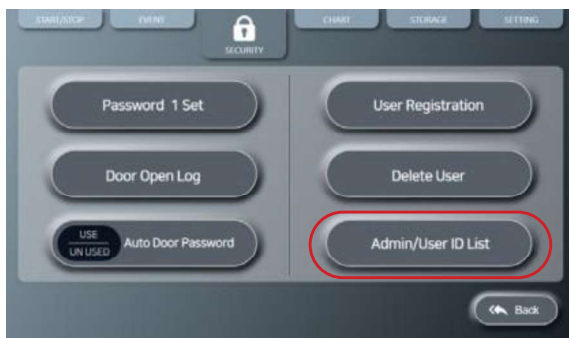 START/STOP
EVENT
SECURITY
CHART
STORAGE
SETTING
Password 1 Set
User Registration
Door Open Log
Delete User
USE
UN USED
Auto Door Password
Admin/User ID List
Back